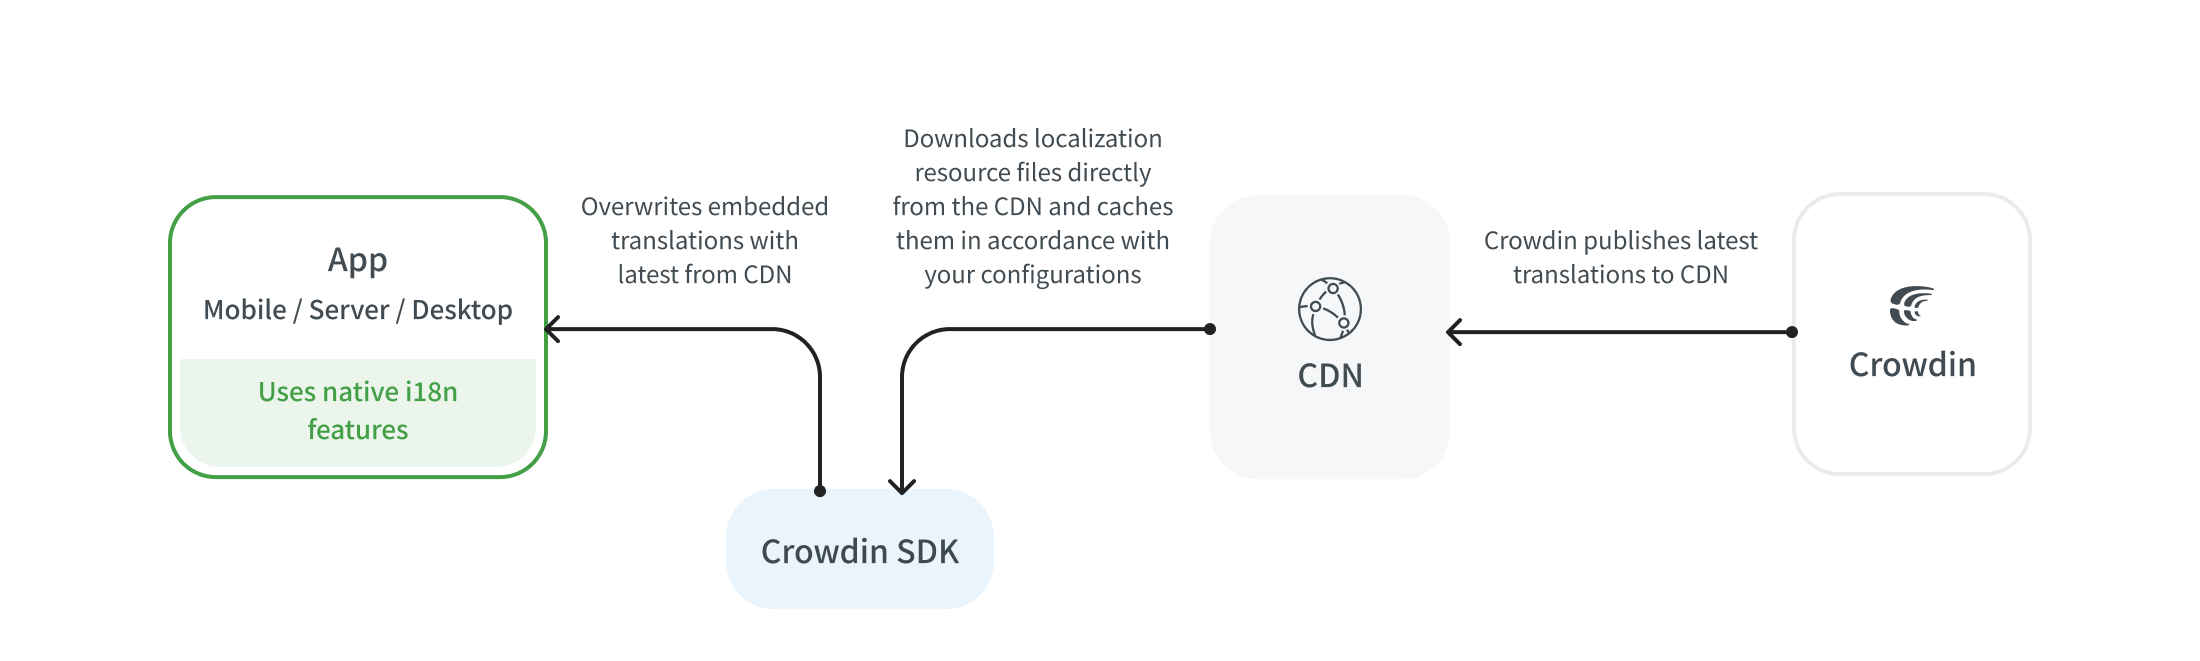 App
Mobile / Server / Desktop
Uses native i18n
features
Overwrites embedded
translations with
latest from CDN
Crowdin SDK
Downloads localization
resource files directly
from the CDN and caches
them in accordance with
your configurations
CDN
Crowdin publishes latest
translations to CDN
Crowdin